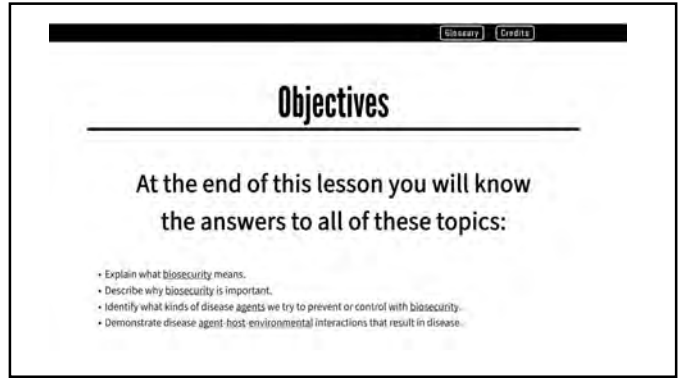 Glossary Credits
Objectives
At the end of this lesson you will know
the answers to all of these topics:
• Explain what biosecurity means.
• Describe why biosecurity is important.
• Identify what kinds of disease agents we try to prevent or control with biosecurity.
• Demonstrate disease agent-host-environmental interactions that result in disease.